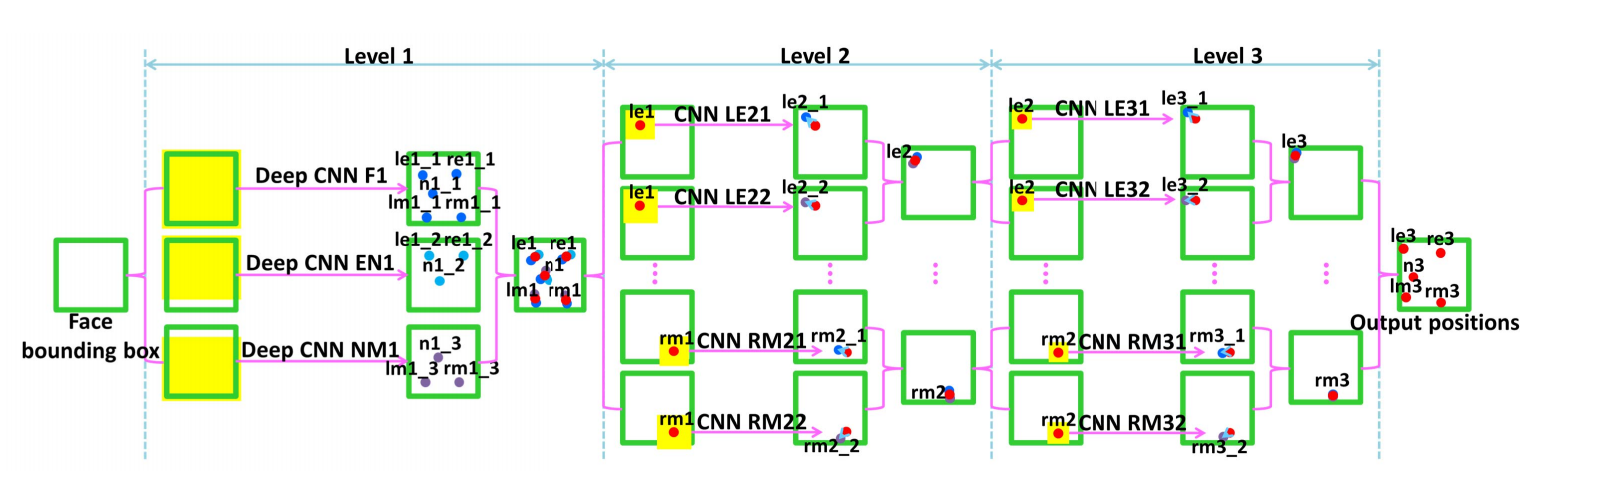 Level 1
Level 2
Level 3
Face
bounding box
Deep CNN F1
Deep CNN EN1
Deep CNN NM1
le1_1 re1_1
n1_1
lm1_1 rm1_1
le1_2 re1_2
n1_2
n1_3
lm1_3 rm1_3
le1 re1
n1
lm1 rm1
le1
CNN LE21
le2_1
le1
CNN LE22
le2_2
le2
rm1
CNN RM21
rm2_1
rm1
CNN RM22
rm2_2
rm2
le2
CNN LE31
le3_1
le2
CNN LE32
le3_2
le3
rm2
CNN RM31
rm3_1
rm2
CNN RM32
rm3_2
rm3
le3
re3
n3
lm3
rm3
Output positions